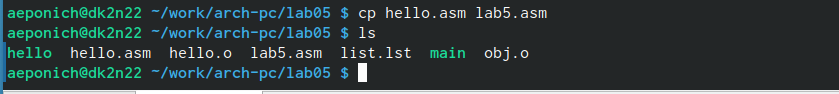 aeponich@dk2n22 ~/work/arch-pc/lab05 $ cp hello.asm lab5.asm
aeponich@dk2n22 ~/work/arch-pc/lab05 $ ls
hello  hello.asm  hello.o  lab5.asm  list.lst  main  obj.o
aeponich@dk2n22 ~/work/arch-pc/lab05 $